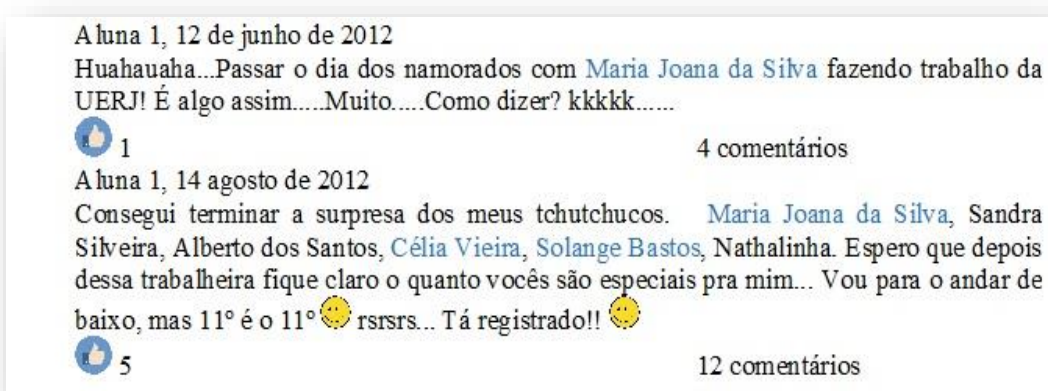 Aluna 1, 12 de junho de 2012
Huahauaha...Passar o dia dos namorados com Maria Joana da Silva fazendo trabalho da
UERJ! É algo assim.....Muito.....Como dizer? kkkkk......
1 4 comentários
Aluna 1, 14 agosto de 2012
Consegui terminar a surpresa dos meus tchutchucos. Maria Joana da Silva, Sandra
Silveira, Alberto dos Santos, Célia Vieira, Solange Bastos, Nathalinha. Espero que depois
dessa trabalheira fique claro o quanto vocês são especiais pra mim... Vou para o andar de
baixo, mas 11º é o 11º rsrsrs... Tá registrado!!
5 12 comentários